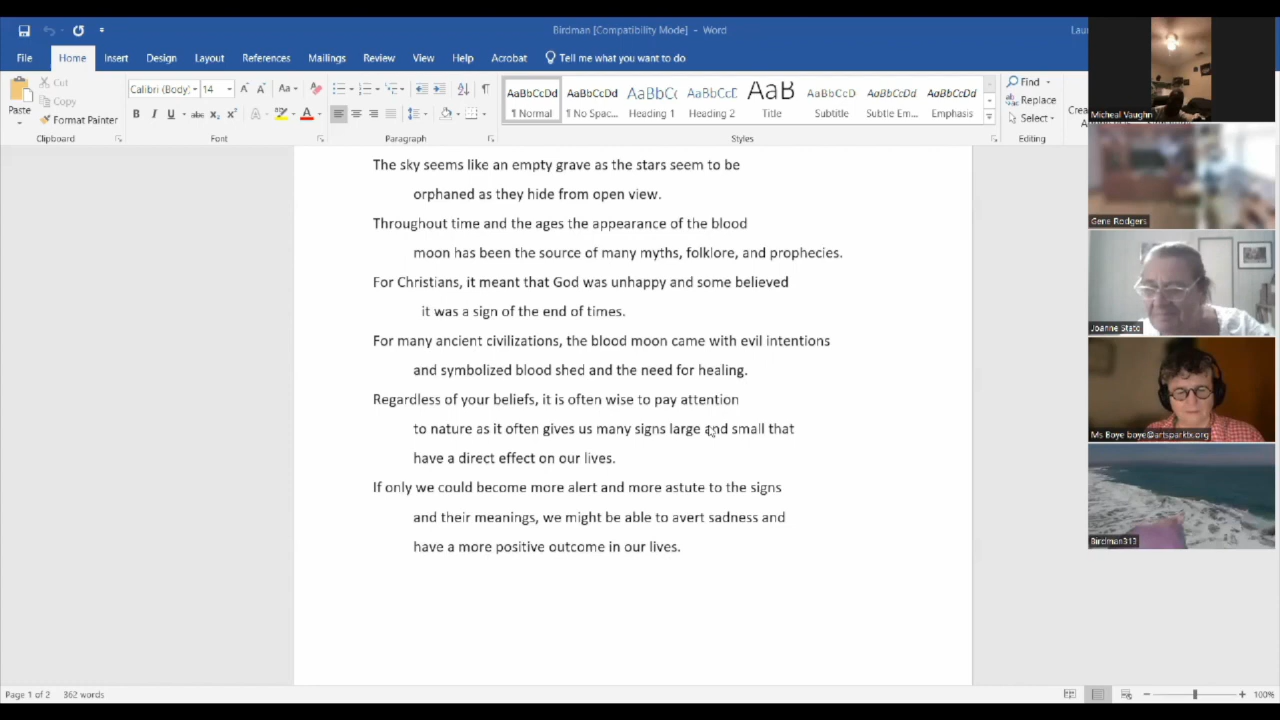 Birdman [Compatibility Mode] - Word
Lau
File Home Insert Design Layout References Mailings Review View Help Acrobat Tell me what you want to do
Paste
Cut
Copy
Format Painter
Clipboard
Calibri (Body)
14
Font
Paragraph
AaBbCcDd AaBbCcDd AaBbCc AaBbCcC AaB AaBbCcD AaBbCcDd AaBbCcDd
1 Normal 1 No Spac... Heading 1 Heading 2 Title Subtitle Subtle Em... Emphasis
Styles
Find
Replace
Select
Editing
Crea
The sky seems like an empty grave as the stars seem to be
orphaned as they hide from open view.
Throughout time and the ages the appearance of the blood
moon has been the source of many myths, folklore, and prophecies.
For Christians, it meant that God was unhappy and some believed
it was a sign of the end of times.
For many ancient civilizations, the blood moon came with evil intentions
and symbolized blood shed and the need for healing.
Regardless of your beliefs, it is often wise to pay attention
to nature as it often gives us many signs large and small that
have a direct effect on our lives.
If only we could become more alert and more astute to the signs
and their meanings, we might be able to avert sadness and
have a more positive outcome in our lives.
Micheal Vaughn
Gene Rodgers
Joanne Stato
Ms Boye boye@artsparktx.org
Birdman313
Page 1 of 2 362 words
100%